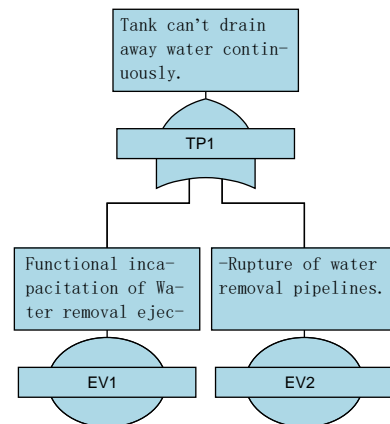 Tank can't drain
away water contin-
uously.
TP1
Functional inca-
pacitation of Wa-
ter removal ejec-
-Rupture of water
removal pipelines.
EV1
EV2